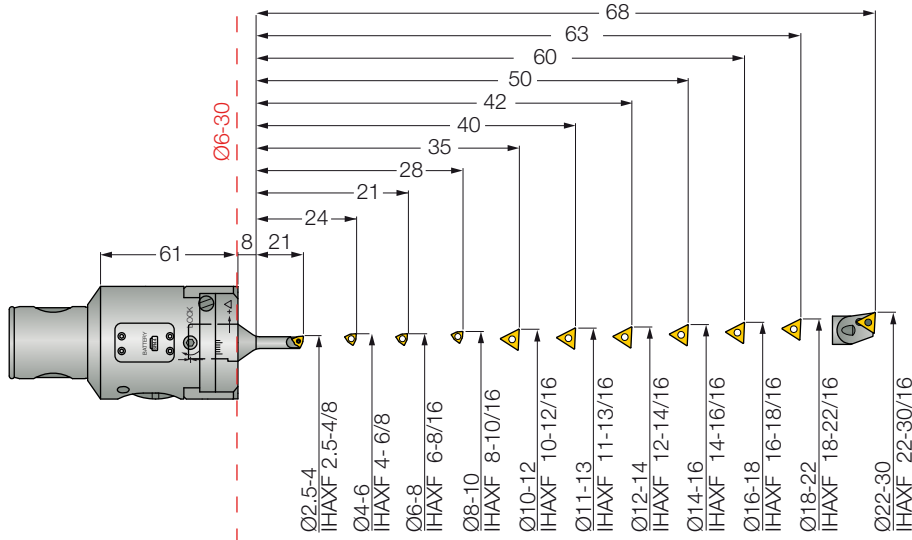 68
63
60
50
42
40
35
28
21
24
61
8
21
Ø6-30
LOCK
+
BATTERY
Ø2.5-4
IHAXF 2.5-4/8
Ø4-6
IHAXF 4- 6/8
Ø6-8
IHAXF 6-8/16
Ø8-10
IHAXF 8-10/16
Ø10-12
IHAXF 10-12/16
Ø11-13
IHAXF 11-13/16
Ø12-14
IHAXF 12-14/16
Ø14-16
IHAXF 14-16/16
Ø16-18
IHAXF 16-18/16
Ø18-22
IHAXF 18-22/16
Ø22-30
IHAXF 22-30/16